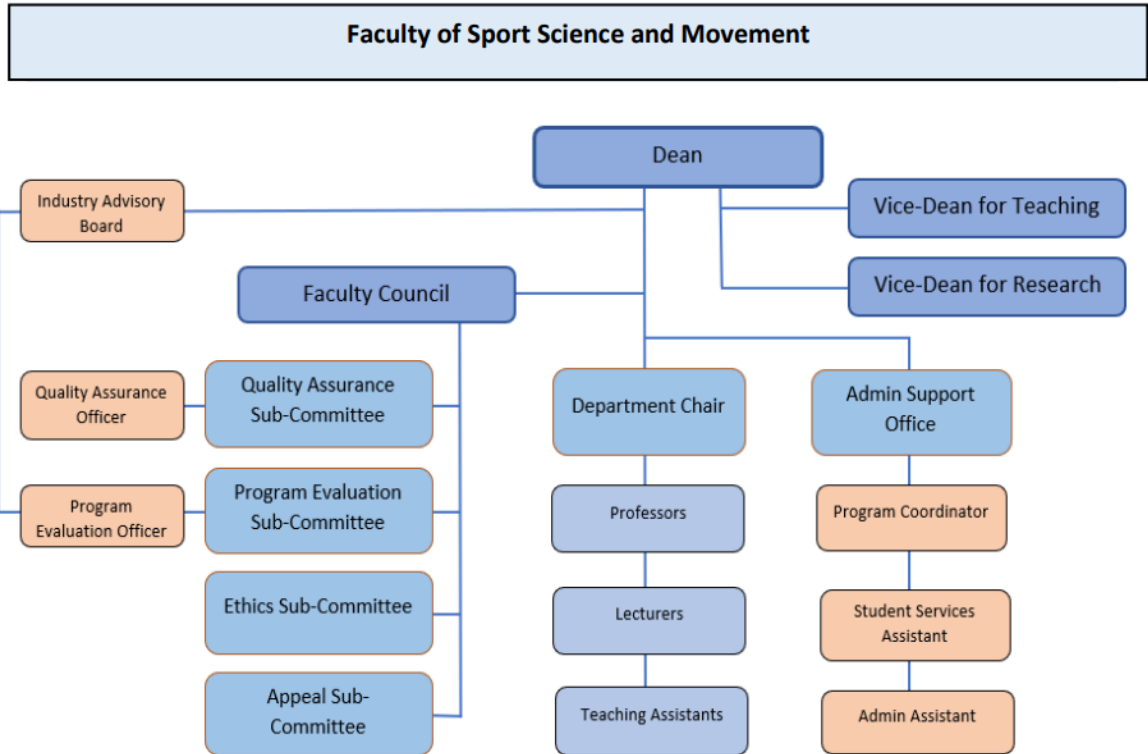 Faculty of Sport Science and Movement
Dean
Industry Advisory
Board
Vice-Dean for Teaching
Vice-Dean for Research
Faculty Council
Quality Assurance
Officer
Quality Assurance
Sub-Committee
Department Chair
Admin Support
Office
Program
Evaluation Officer
Program Evaluation
Sub-Committee
Professors
Program Coordinator
Ethics Sub-Committee
Lecturers
Student Services
Assistant
Appeal Sub-
Committee
Teaching Assistants
Admin Assistant